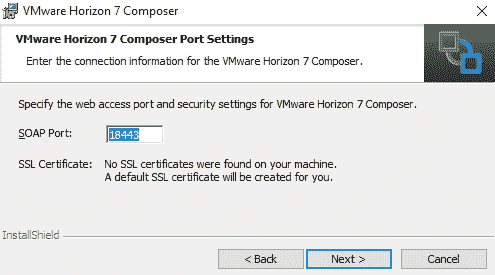 VMware Horizon 7 Composer
VMware Horizon 7 Composer Port Settings
Enter the connection information for the VMware Horizon 7 Composer.
Specify the web access port and security settings for VMware Horizon 7 Composer.
SOAP Port: 18443
SSL Certificate: No SSL certificates were found on your machine.
A default SSL certificate will be created for you.
InstallShield
< Back Next > Cancel